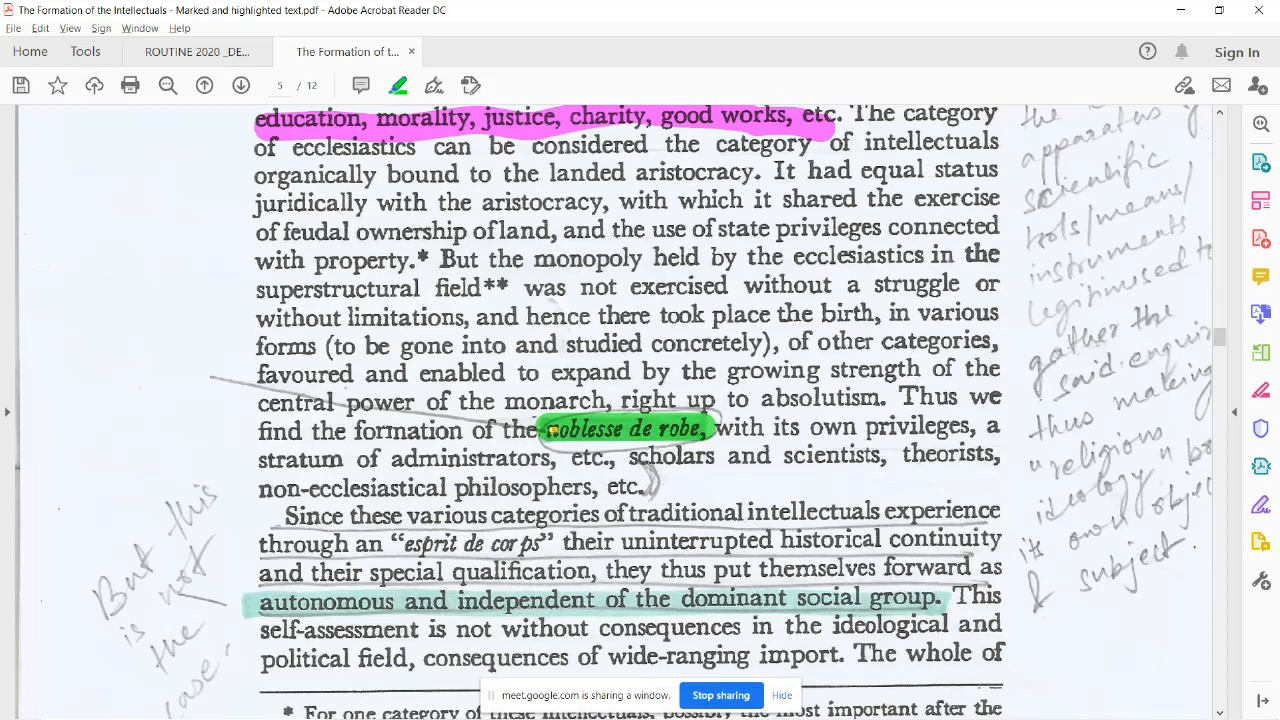 The Formation of the Intellectuals - Marked and highlighted text.pdf - Adobe Acrobat Reader DC
File Edit View Sign Window Help
Home Tools ROUTINE 2020 _DE... The Formation of t... × Sign In
5 / 12
education, morality, justice, charity, good works, etc. The category
of ecclesiastics can be considered the category of intellectuals
organically bound to the landed aristocracy. It had equal status
juridically with the aristocracy, with which it shared the exercise
of feudal ownership of land, and the use of state privileges connected
with property.* But the monopoly held by the ecclesiastics in the
superstructural field** was not exercised without a struggle or
without limitations, and hence there took place the birth, in various
forms (to be gone into and studied concretely), of other categories,
favoured and enabled to expand by the growing strength of the
central power of the monarch, right up to absolutism. Thus we
find the formation of the noblesse de robe, with its own privileges, a
stratum of administrators, etc., scholars and scientists, theorists,
non-ecclesiastical philosophers, etc.
Since these various categories of traditional intellectuals experience
through an "esprit de corps" their uninterrupted historical continuity
and their special qualification, they thus put themselves forward as
autonomous and independent of the dominant social group. This
self-assessment is not without consequences in the ideological and
political field, consequences of wide-ranging import. The whole of
* For one category of these intellectuals, possibly the most important after the
the
apparatus
scientific
tools/means/
instruments
legitimised to
gather the
said
thus making
religious
ideology
its own
& subject
But this
is not
the
case.
meet.google.com is sharing a window. Stop sharing Hide